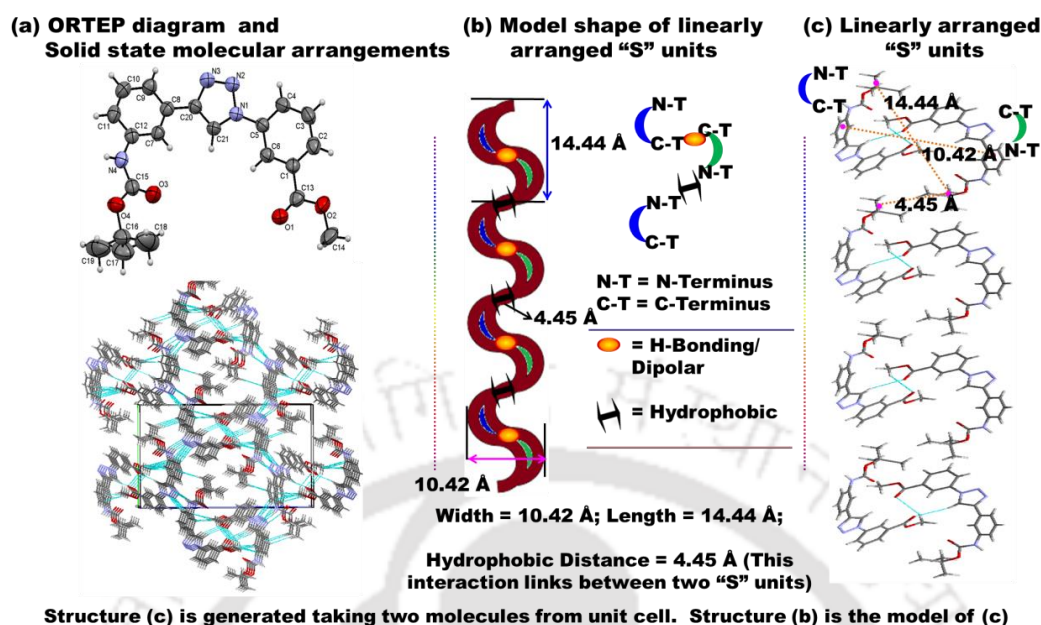 (a) ORTEP diagram and
Solid state molecular arrangements
N3
N2
C10
C9
C8
N1
C4
C11
C20
C3
C12
C21
C5
C7
C6
C2
N4
C1
C15
O3
C13
O4
O2
C16
C18
O1
C14
C19
C17
(b) Model shape of linearly
arranged “S” units
14.44 Å
N-T
C-T
C-T
N-T
N-T
C-T
4.45 Å
N-T = N-Terminus
C-T = C-Terminus
= H-Bonding/
Dipolar
= Hydrophobic
10.42 Å
Width = 10.42 Å; Length = 14.44 Å;
Hydrophobic Distance = 4.45 Å (This
interaction links between two “S” units)
(c) Linearly arranged
“S” units
N-T
C-T
14.44 Å
C-T
10.42 Å
N-T
4.45 Å
Structure (c) is generated taking two molecules from unit cell. Structure (b) is the model of (c)